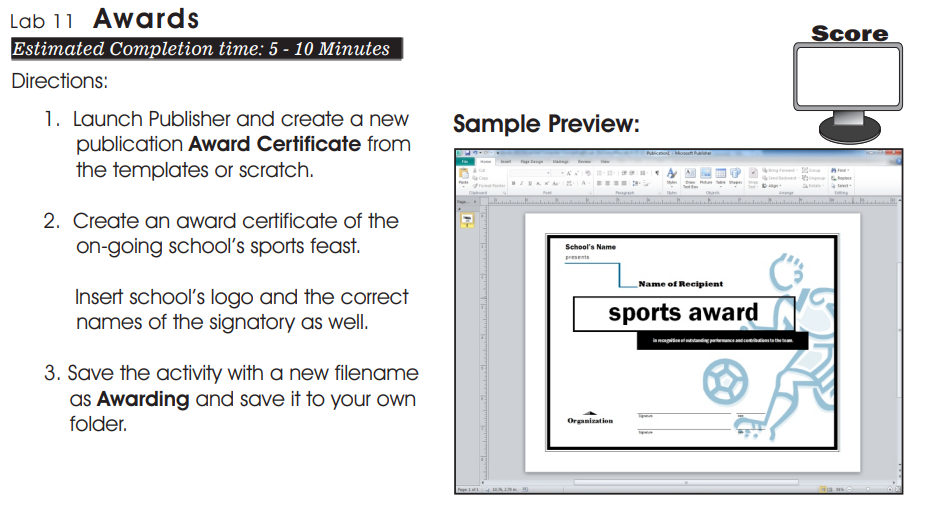 Lab 11 Awards
Estimated Completion time: 5 - 10 Minutes
Score
Directions:
1. Launch Publisher and create a new
publication Award Certificate from
the templates or scratch.
2. Create an award certificate of the
on-going school's sports feast.
Insert school's logo and the correct
names of the signatory as well.
3. Save the activity with a new filename
as Awarding and save it to your own
folder.
Sample Preview:
Publication1 - Microsoft Publisher
File Home Insert Page Design Mailings Review View
School's Name
presents
Name of Recipient
sports award
in recognition of outstanding performance and contributions to the team.
Organization
Signature
Signature